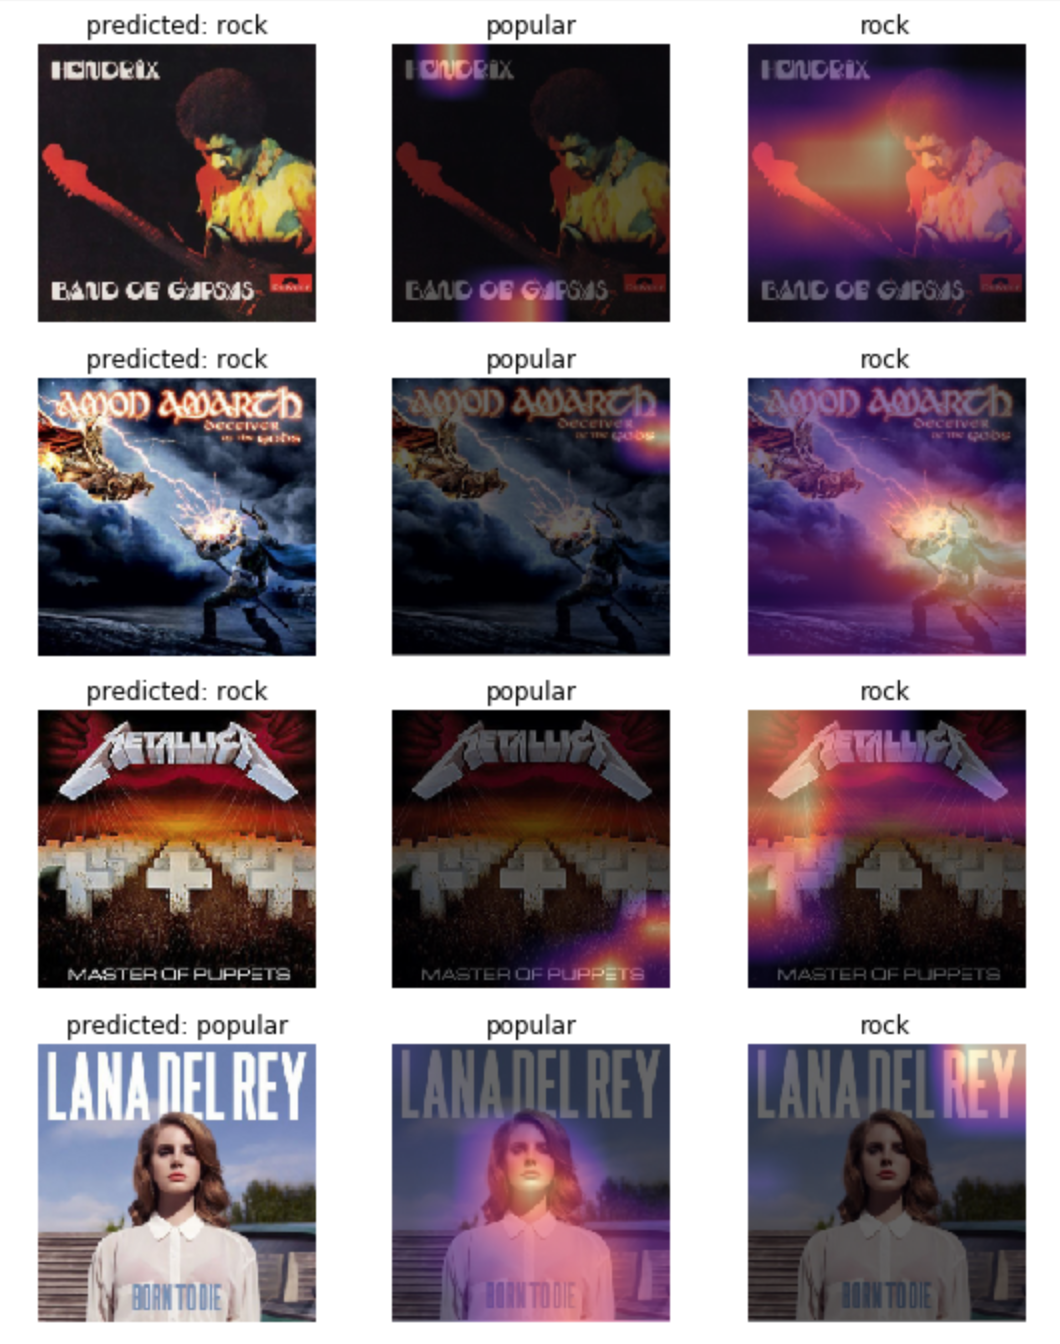 predicted: rock
popular
rock
HENDRIX
HENDRIX
HENDRIX
BAND OF GYPSYS
BAND OF GYPSYS
BAND OF GYPSYS
predicted: rock
popular
rock
AMON AMARTH
AMON AMARTH
AMON AMARTH
DECEIVER
DECEIVER
DECEIVER
OF THE GODS
OF THE GODS
OF THE GODS
predicted: rock
popular
rock
METALLICA
METALLICA
METALLICA
MASTER OF PUPPETS
MASTER OF PUPPETS
MASTER OF PUPPETS
predicted: popular
popular
rock
LANA DEL REY
LANA DEL REY
LANA DEL REY
BORN TO DIE
BORN TO DIE
BORN TO DIE